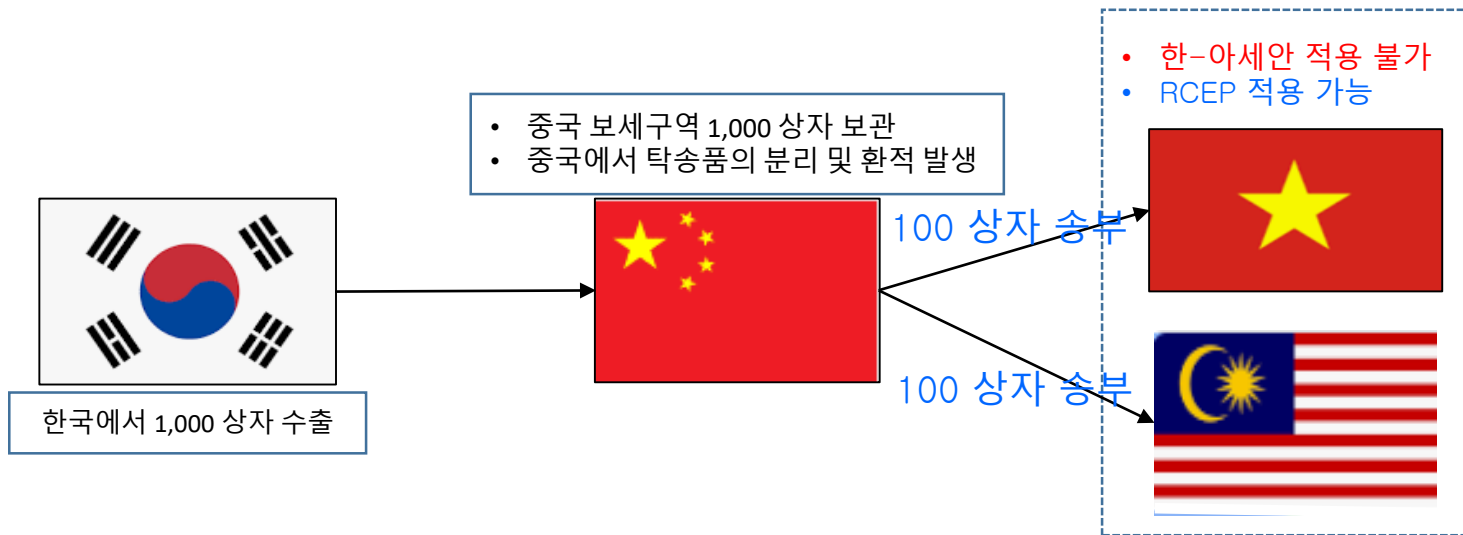 • 한-아세안 적용 불가
• RCEP 적용 가능
• 중국 보세구역 1,000 상자 보관
• 중국에서 탁송품의 분리 및 환적 발생
100 상자 송부
100 상자 송부
한국에서 1,000 상자 수출